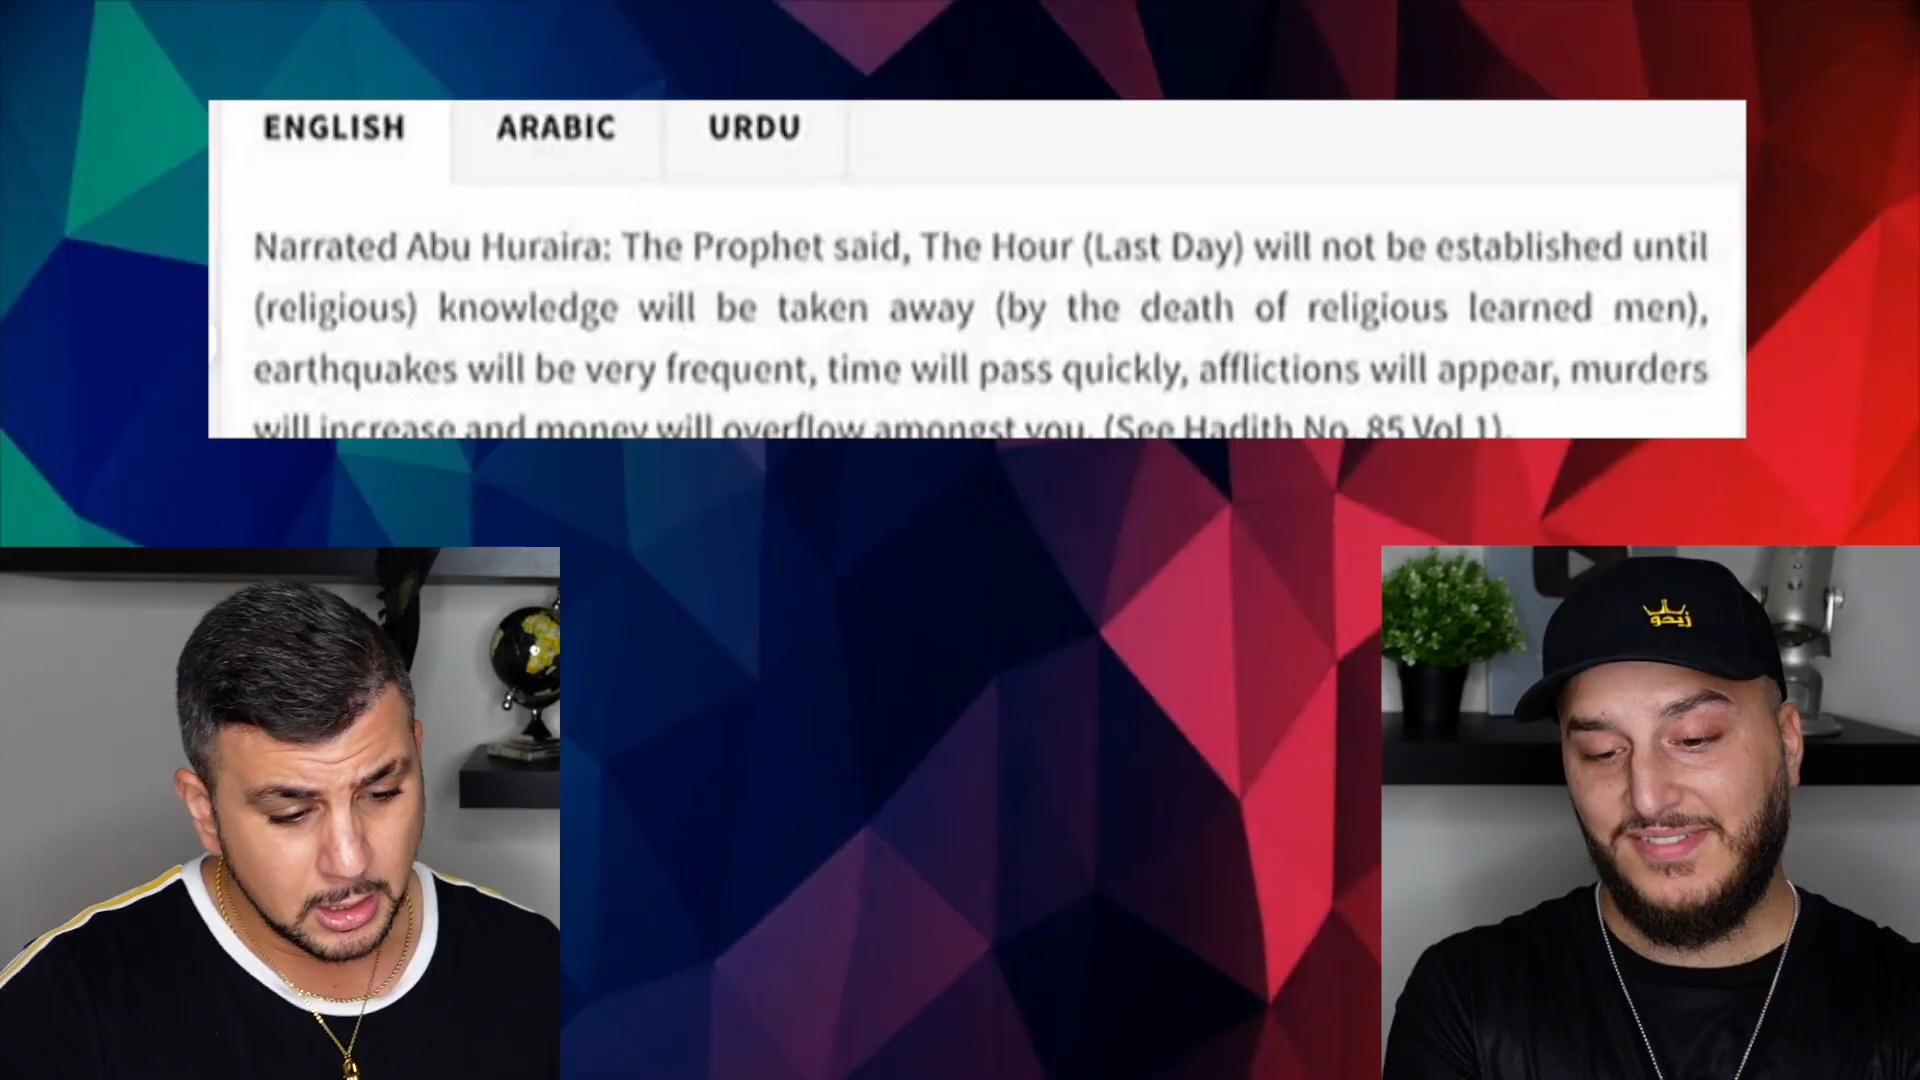 ENGLISH ARABIC URDU
Narrated Abu Huraira: The Prophet said, The Hour (Last Day) will not be established until
(religious) knowledge will be taken away (by the death of religious learned men),
earthquakes will be very frequent, time will pass quickly, afflictions will appear, murders
will increase and money will overflow amongst you. (See Hadith No. 85 Vol 1).
زيدو